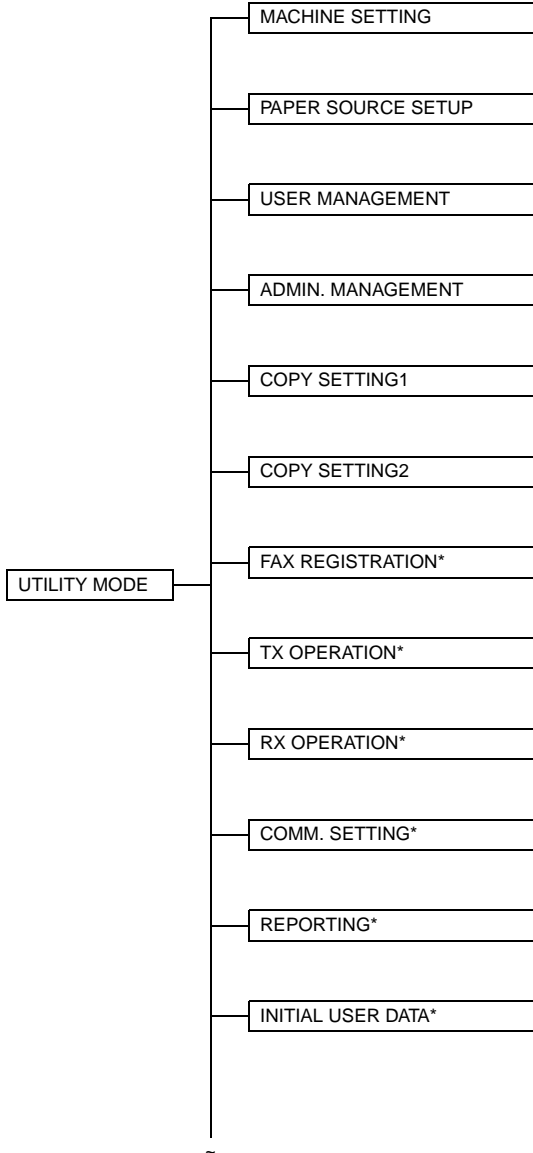 MACHINE SETTING
PAPER SOURCE SETUP
USER MANAGEMENT
ADMIN. MANAGEMENT
COPY SETTING1
COPY SETTING2
FAX REGISTRATION*
UTILITY MODE
TX OPERATION*
RX OPERATION*
COMM. SETTING*
REPORTING*
INITIAL USER DATA*
~